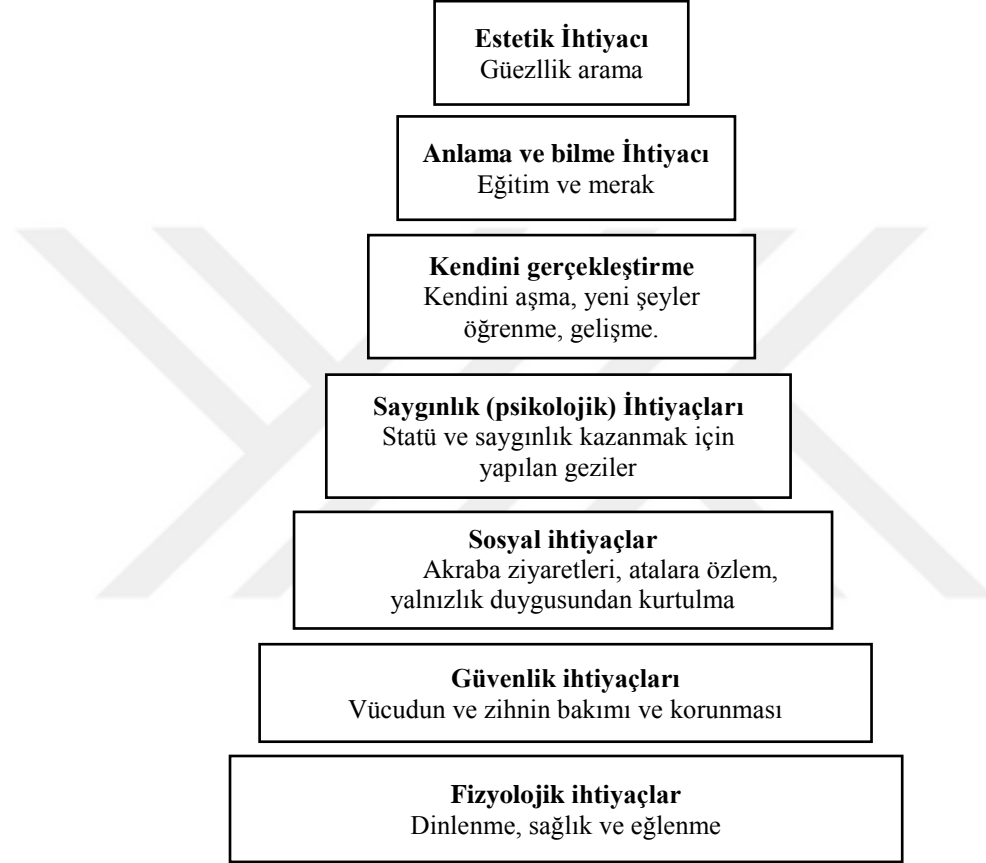 Estetik İhtiyacı
Güezllik arama
Anlama ve bilme İhtiyacı
Eğitim ve merak
Kendini gerçekleştirme
Kendini aşma, yeni şeyler
öğrenme, gelişme.
Saygınlık (psikolojik) İhtiyaçları
Statü ve saygınlık kazanmak için
yapılan geziler
Sosyal ihtiyaçlar
Akraba ziyaretleri, atalara özlem,
yalnızlık duygusundan kurtulma
Güvenlik ihtiyaçları
Vücudun ve zihnin bakımı ve korunması
Fizyolojik ihtiyaçlar
Dinlenme, sağlık ve eğlenme